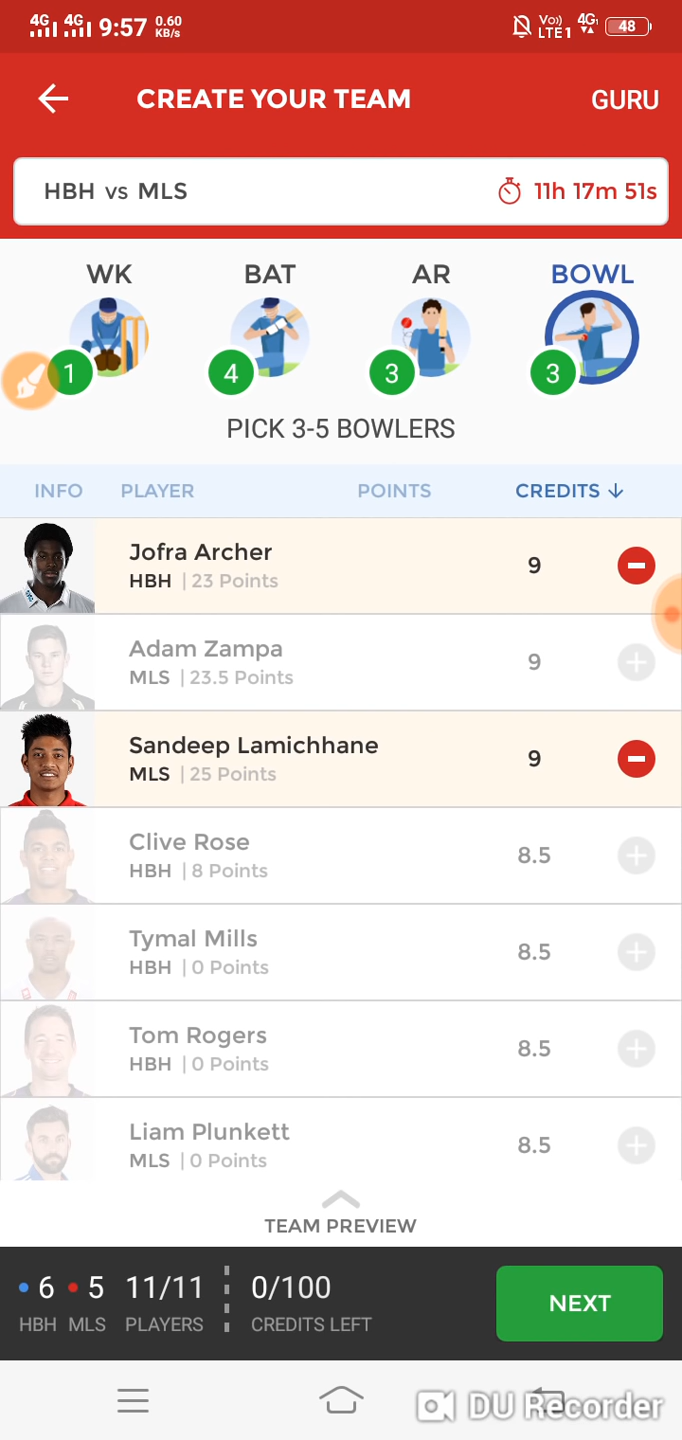 4G 4G 9:57 0.60 KB/s Vo)) LTE1 4G 48
CREATE YOUR TEAM GURU
HBH vs MLS 11h 17m 51s
WK BAT AR BOWL
1 4 3 3
PICK 3-5 BOWLERS
INFO PLAYER POINTS CREDITS ↓
Jofra Archer
HBH | 23 Points 9
Adam Zampa
MLS | 23.5 Points 9
Sandeep Lamichhane
MLS | 25 Points 9
Clive Rose
HBH | 8 Points 8.5
Tymal Mills
HBH | 0 Points 8.5
Tom Rogers
HBH | 0 Points 8.5
Liam Plunkett
MLS | 0 Points 8.5
TEAM PREVIEW
6 5 11/11 0/100
HBH MLS PLAYERS CREDITS LEFT
NEXT
DU Recorder